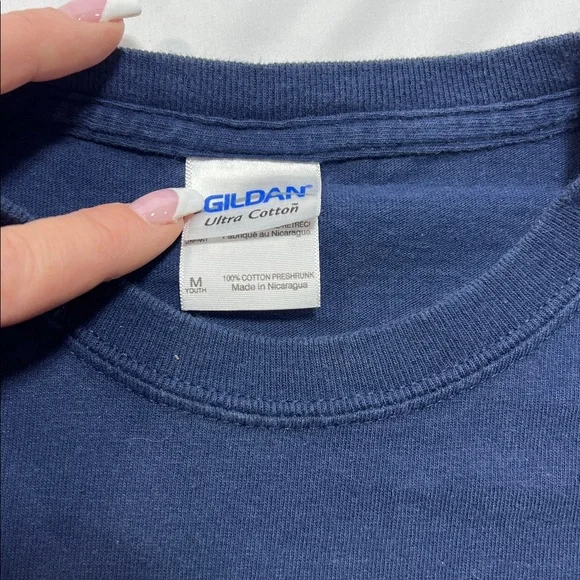 GILDAN
Ultra Cotton
Fabriqué au Nicaragua
M
YOUTH
100% COTTON PRESHRUNK
Made in Nicaragua